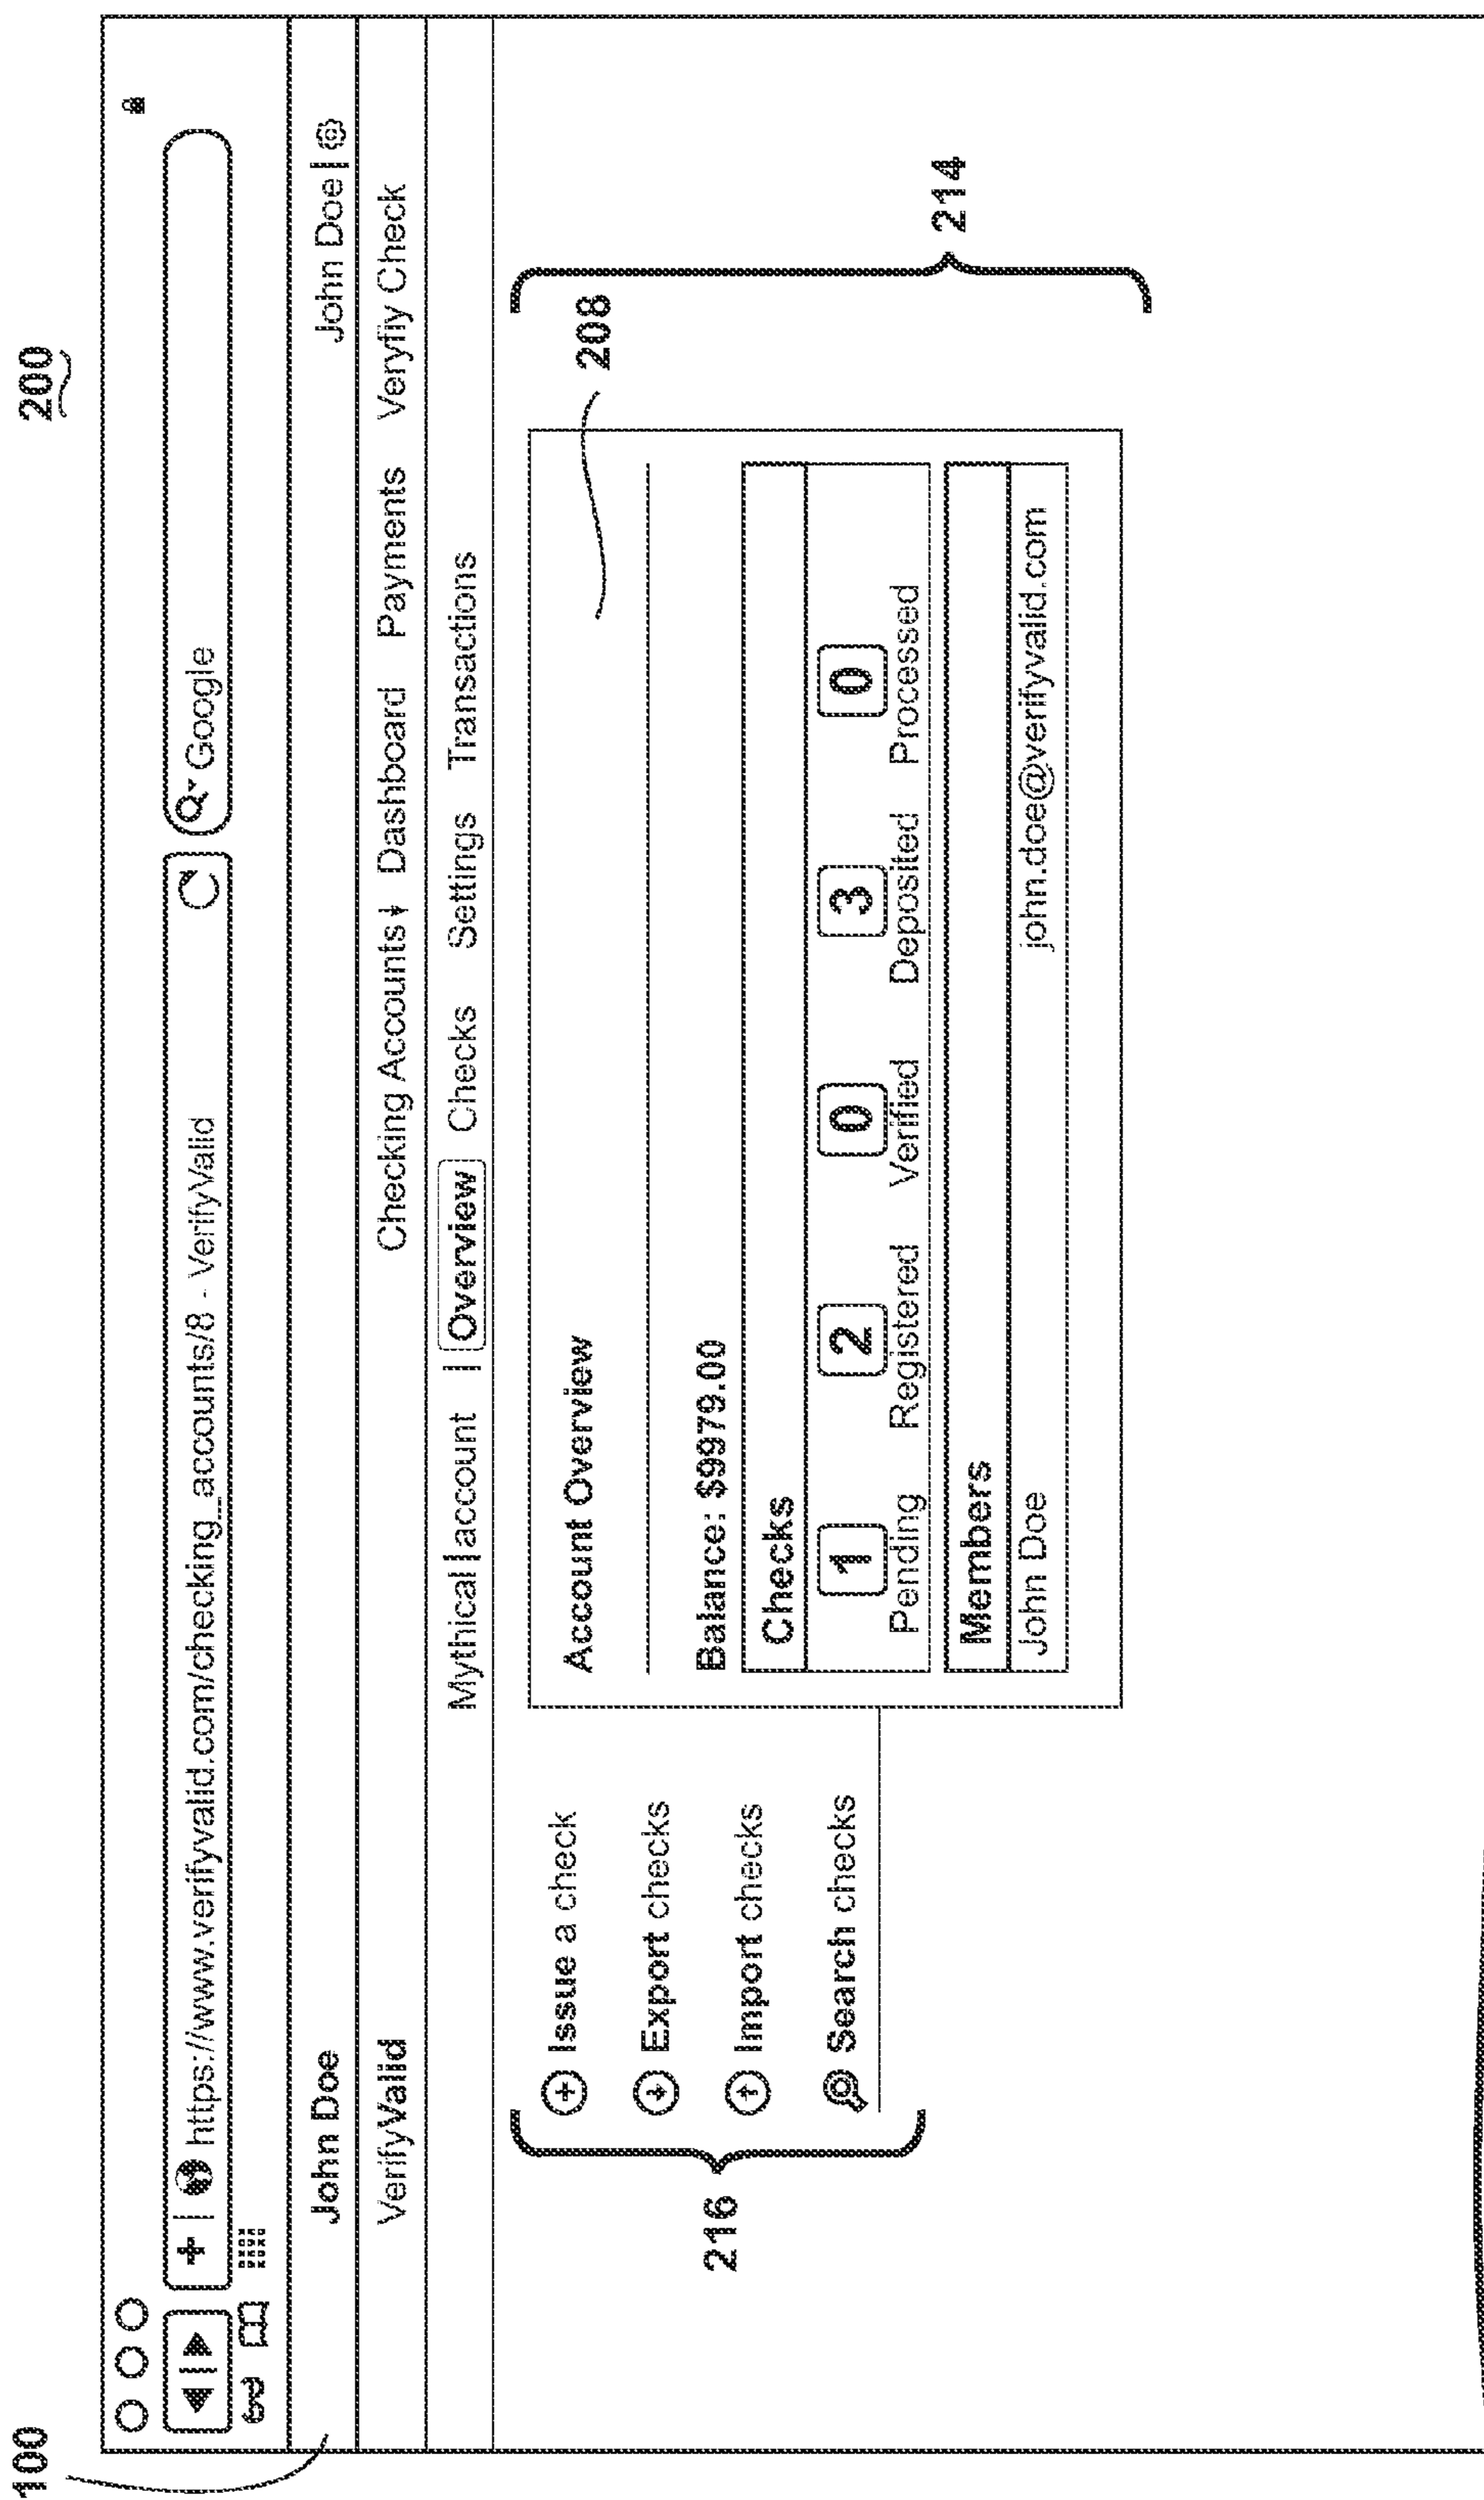 200
100
https://www.verifyvalid.com/checking_accounts/8 - VerifyValid
Google
John Doe John Doe |
VerifyValid Checking Accounts Dashboard Payments Veryfiy Check
Mythical | account | Overview Checks Settings Transactions
216
Issue a check
Export checks
Import checks
Search checks
208
214
Account Overview
Balance: $9979.00
Checks
1 2 0 3 0
Pending Registered Verified Deposited Processed
Members
John Doe john.doe@verifyvalid.com